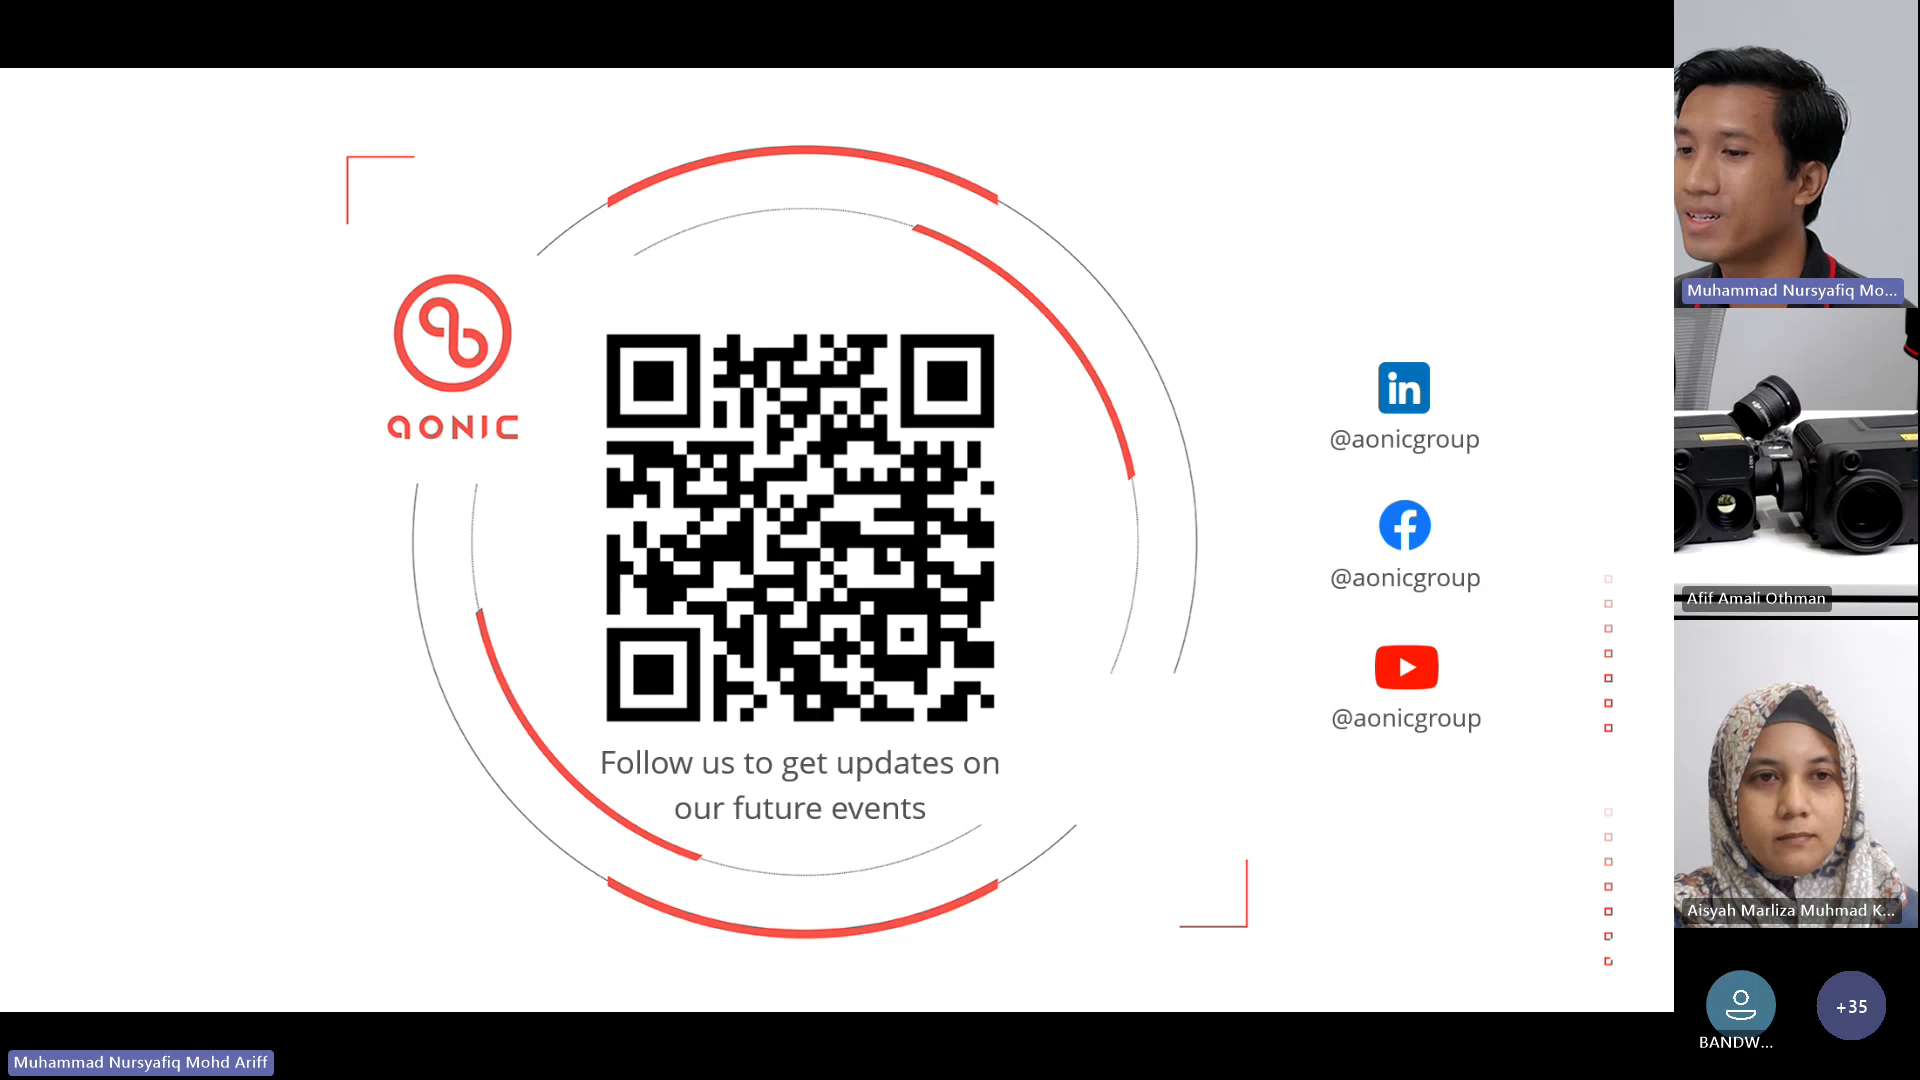 AONIC
Follow us to get updates on
our future events
in
@aonicgroup
@aonicgroup
@aonicgroup
Muhammad Nursyafiq Mo...
Afif Amali Othman
Aisyah Marliza Muhmad K...
BANDW...
+35
Muhammad Nursyafiq Mohd Ariff